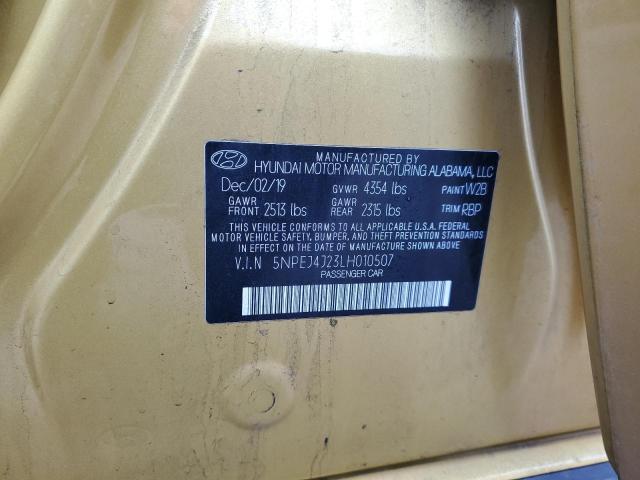 MANUFACTURED BY
HYUNDAI MOTOR MANUFACTURING ALABAMA, LLC
Dec/02/19 GVWR 4354 lbs PAINT W2B
GAWR FRONT 2513 lbs GAWR REAR 2315 lbs TRIM RBP
THIS VEHICLE CONFORMS TO ALL APPLICABLE U.S.A. FEDERAL
MOTOR VEHICLE SAFETY, BUMPER, AND THEFT PREVENTION STANDARDS
IN EFFECT ON THE DATE OF MANUFACTURE SHOWN ABOVE.
V.I.N 5NPEJ4J23LH010507
PASSENGER CAR